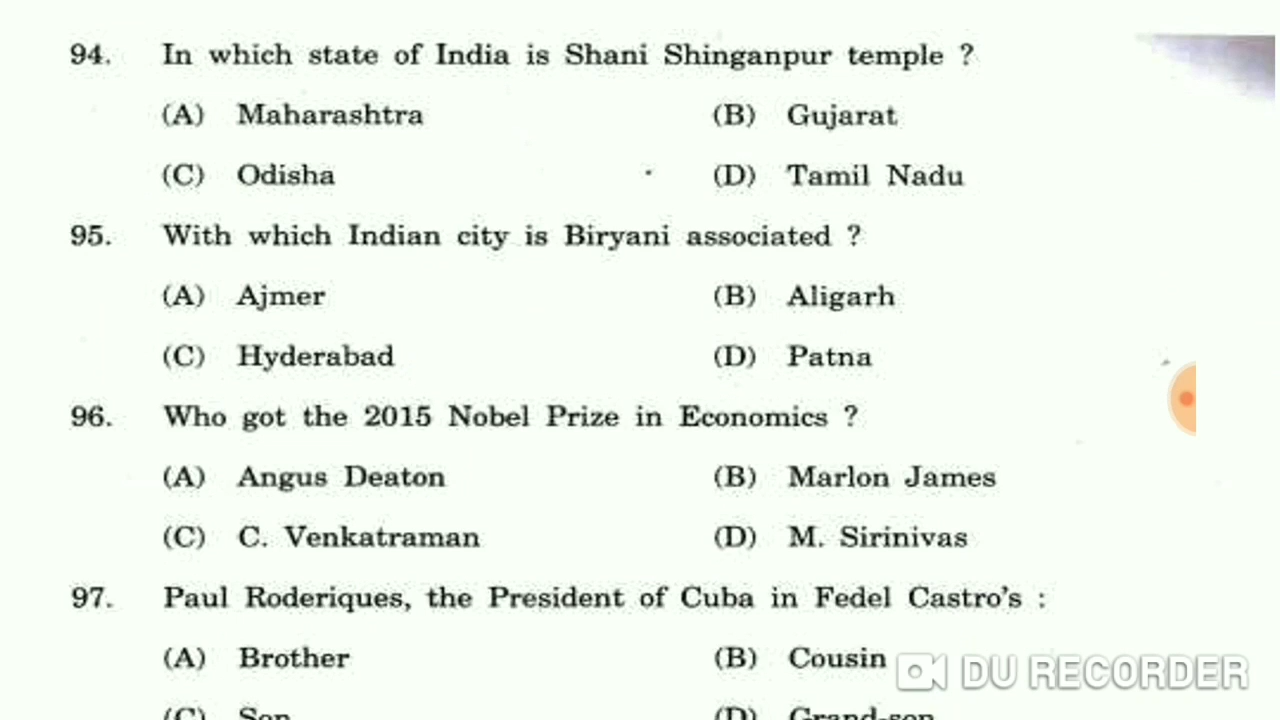 94. In which state of India is Shani Shinganpur temple ?
(A) Maharashtra (B) Gujarat
(C) Odisha (D) Tamil Nadu
95. With which Indian city is Biryani associated ?
(A) Ajmer (B) Aligarh
(C) Hyderabad (D) Patna
96. Who got the 2015 Nobel Prize in Economics ?
(A) Angus Deaton (B) Marlon James
(C) C. Venkatraman (D) M. Sirinivas
97. Paul Roderiques, the President of Cuba in Fedel Castro's :
(A) Brother (B) Cousin
(C) Son (D) Grand-son
DU RECORDER